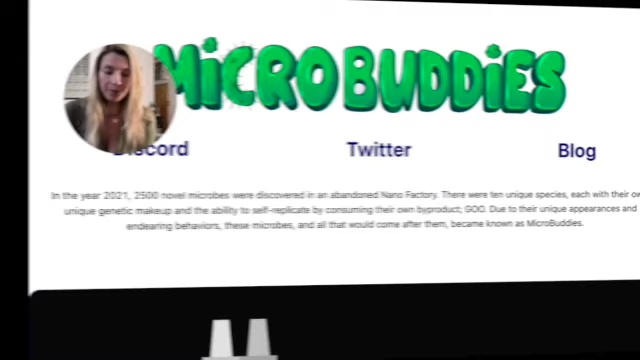 MiCROBUDDiES
Discord Twitter Blog
In the year 2021, 2500 novel microbes were discovered in an abandoned Nano Factory. There were ten unique species, each with their
unique genetic makeup and the ability to self-replicate by consuming their own byproduct; GOO. Due to their unique appearances and
endearing behaviors, these microbes, and all that would come after them, became known as MicroBuddies.